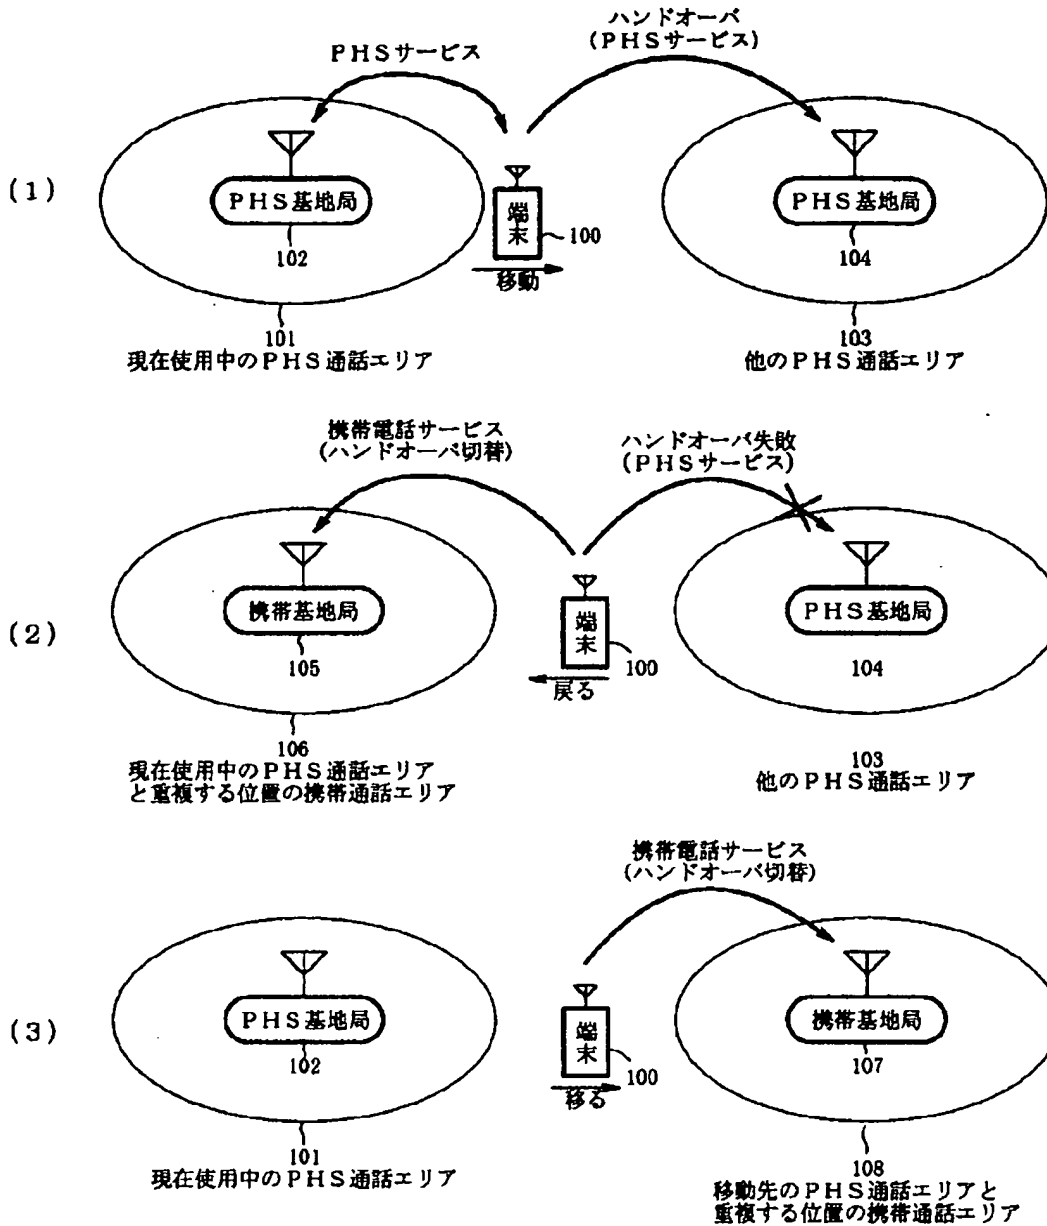 ハンドオーバ
(PHSサービス)
PHSサービス
(1)
PHS基地局
102
端末
100
移動
PHS基地局
104
101
現在使用中のPHS通話エリア
103
他のPHS通話エリア
携帯電話サービス
(ハンドオーバ切替)
ハンドオーバ失敗
(PHSサービス)
(2)
携帯基地局
105
端末
100
戻る
PHS基地局
104
106
現在使用中のPHS通話エリア
と重複する位置の携帯通話エリア
103
他のPHS通話エリア
携帯電話サービス
(ハンドオーバ切替)
(3)
PHS基地局
102
端末
100
移る
携帯基地局
107
101
現在使用中のPHS通話エリア
108
移動先のPHS通話エリアと
重複する位置の携帯通話エリア